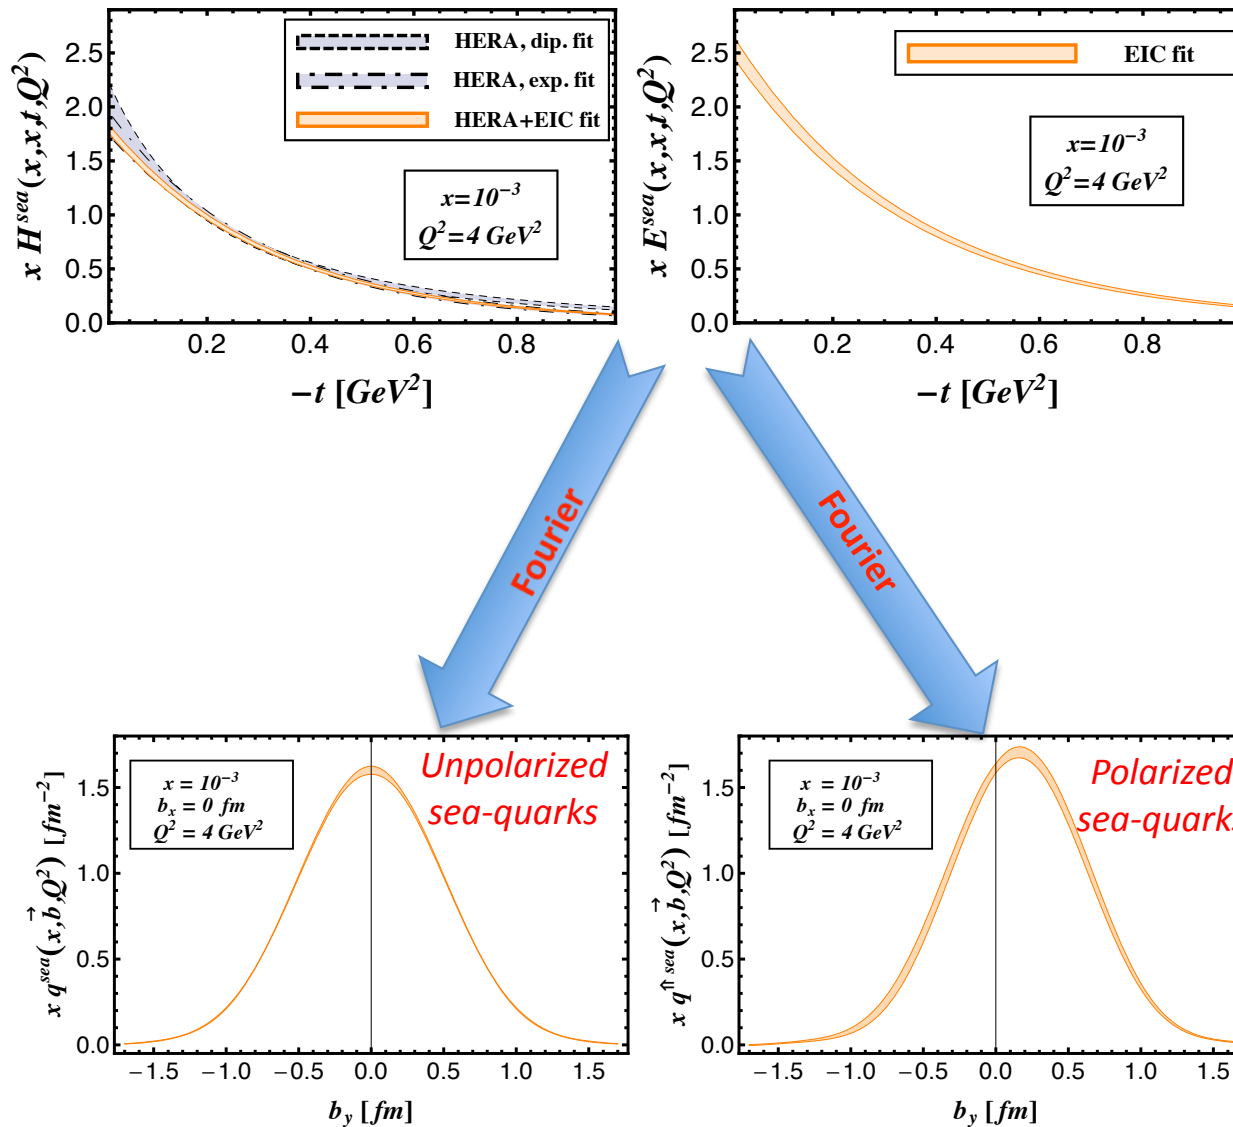 HERA, dip. fit
HERA, exp. fit
HERA+EIC fit
x=10⁻³
Q²=4 GeV²
x H^sea(x,x,t,Q²)
2.5
2.0
1.5
1.0
0.5
0.0
0.2 0.4 0.6 0.8
−t [GeV²]
EIC fit
x=10⁻³
Q²=4 GeV²
x E^sea(x,x,t,Q²)
2.5
2.0
1.5
1.0
0.5
0.0
0.2 0.4 0.6 0.8
−t [GeV²]
Fourier
Fourier
Unpolarized
sea-quarks
x = 10⁻³
b_x = 0 fm
Q² = 4 GeV²
x q^sea(x,b⃗,Q²) [fm⁻²]
1.5
1.0
0.5
0.0
−1.5 −1.0 −0.5 0.0 0.5 1.0 1.5
b_y [fm]
Polarized
sea-quarks
x = 10⁻³
b_x = 0 fm
Q² = 4 GeV²
x q^⇑ sea(x,b⃗,Q²) [fm⁻²]
1.5
1.0
0.5
0.0
−1.5 −1.0 −0.5 0.0 0.5 1.0 1.5
b_y [fm]